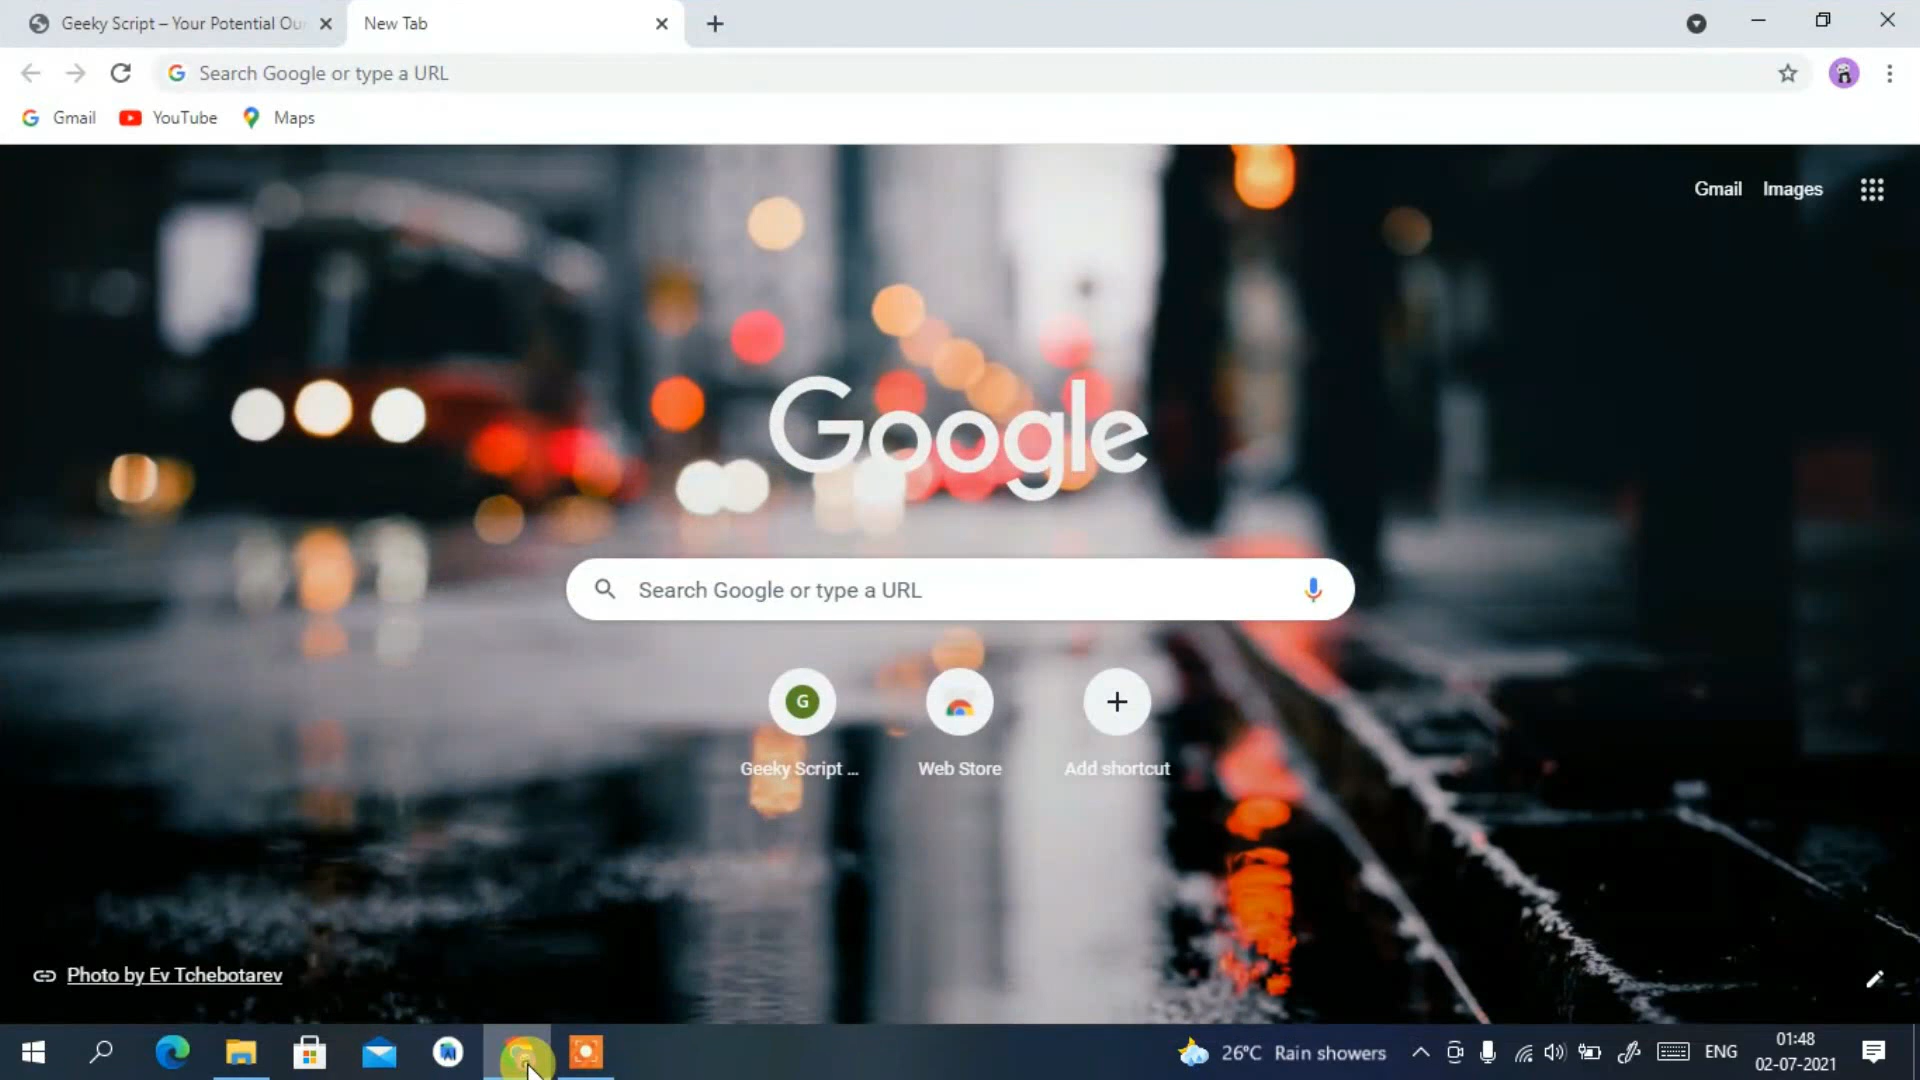 Geeky Script – Your Potential Our
New Tab
Search Google or type a URL
Gmail
YouTube
Maps
Gmail
Images
Google
Search Google or type a URL
G
Geeky Script ...
Web Store
Add shortcut
Photo by Ev Tchebotarev
26°C Rain showers
ENG
01:48
02-07-2021